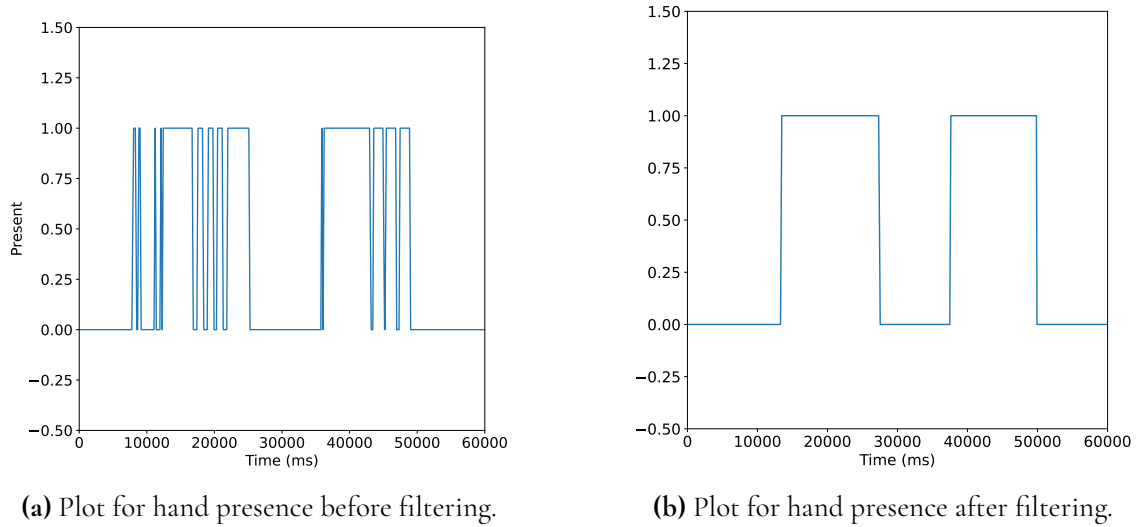 1.50
1.25
1.00
0.75
0.50
0.25
0.00
−0.25
−0.50
Present
0 10000 20000 30000 40000 50000 60000
Time (ms)
(a) Plot for hand presence before filtering.
1.50
1.25
1.00
0.75
0.50
0.25
0.00
−0.25
−0.50
0 10000 20000 30000 40000 50000 60000
Time (ms)
(b) Plot for hand presence after filtering.